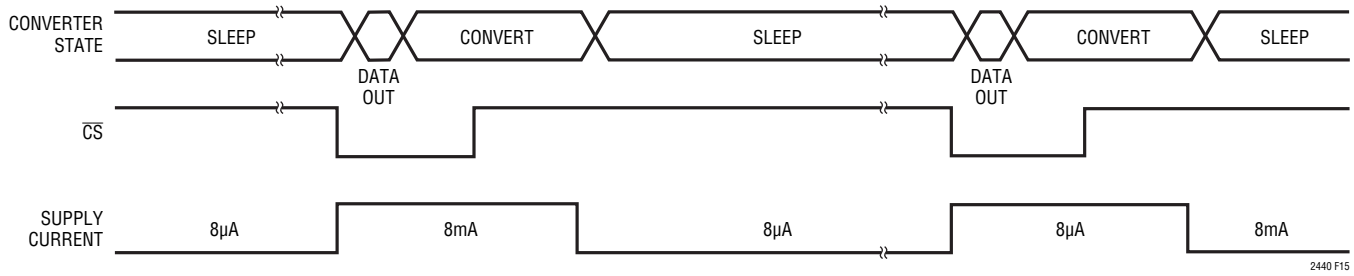 CONVERTER
STATE
SLEEP
DATA
OUT
CONVERT
SLEEP
DATA
OUT
CONVERT
SLEEP
CS
SUPPLY
CURRENT
8µA
8mA
8µA
8µA
8mA
2440 F15